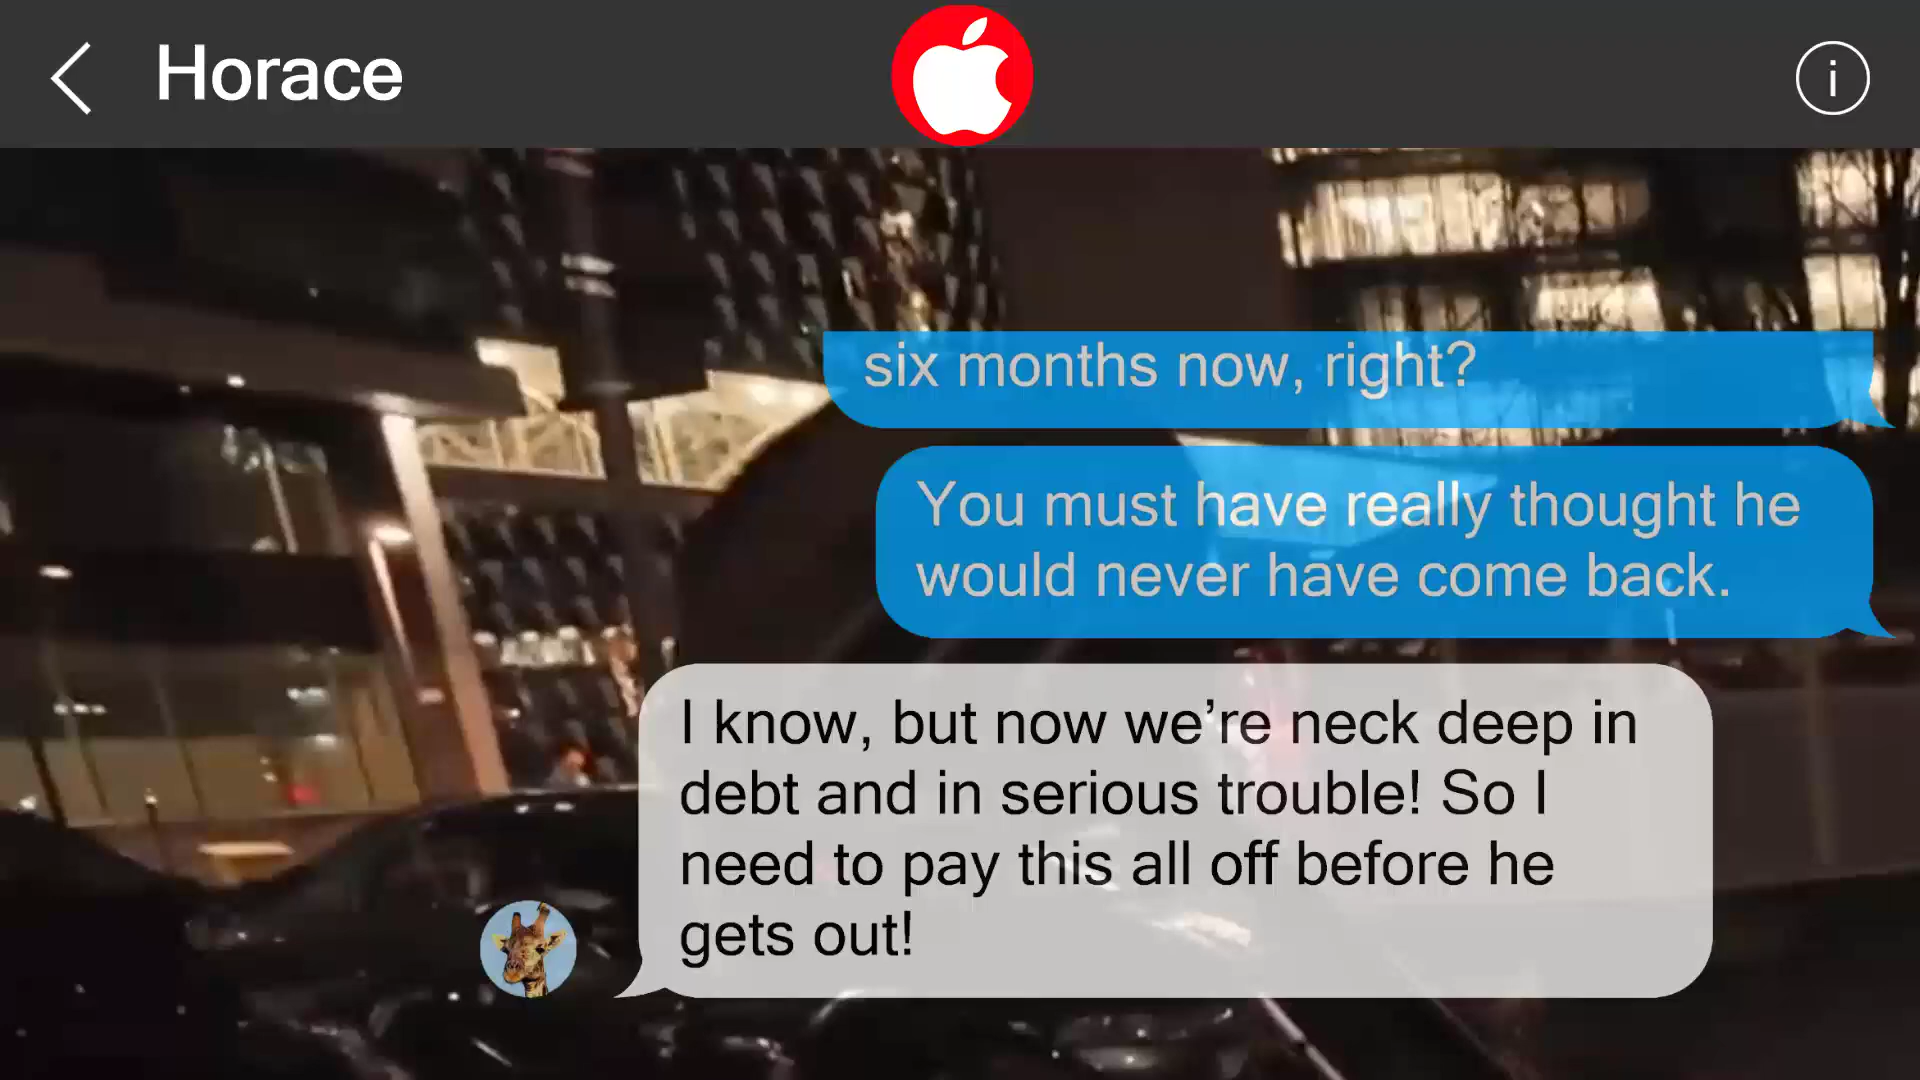 Horace
i
six months now, right?
You must have really thought he
would never have come back.
I know, but now we’re neck deep in
debt and in serious trouble! So I
need to pay this all off before he
gets out!